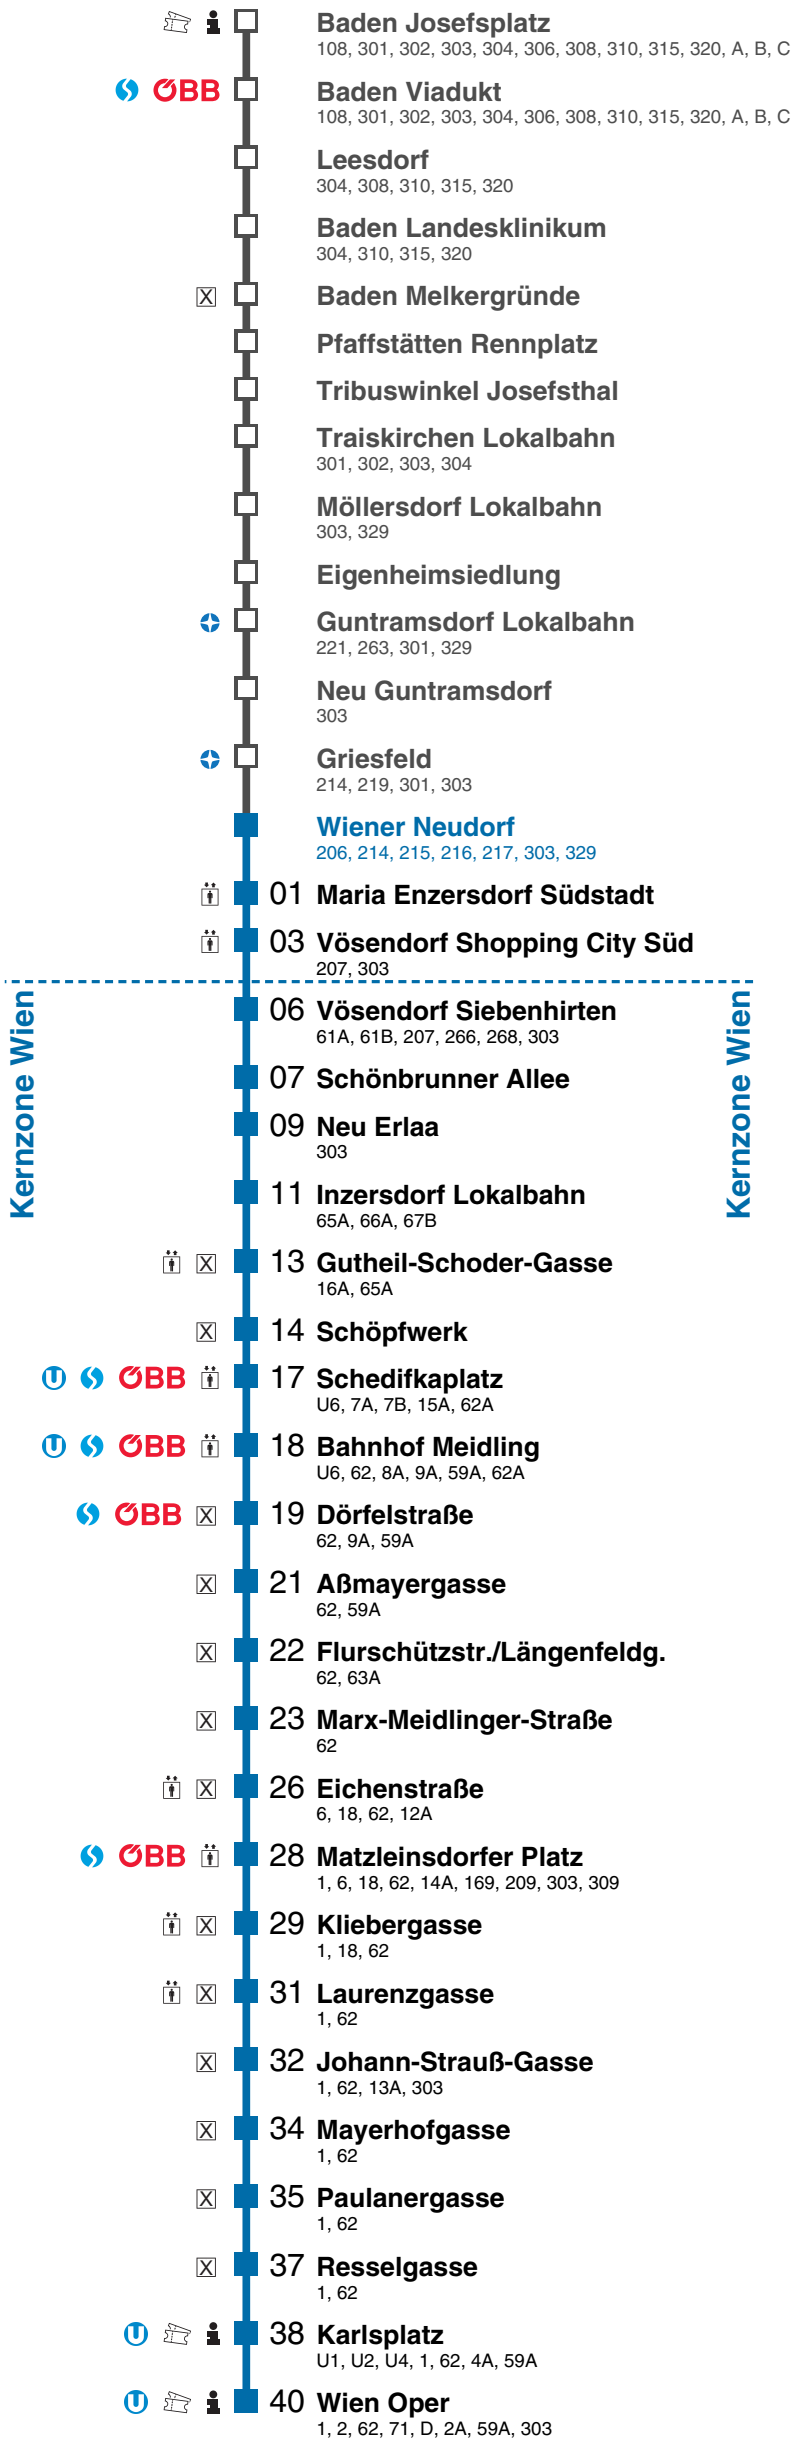 Baden Josefsplatz
108, 301, 302, 303, 304, 306, 308, 310, 315, 320, A, B, C
ÖBB Baden Viadukt
108, 301, 302, 303, 304, 306, 308, 310, 315, 320, A, B, C
Leesdorf
304, 308, 310, 315, 320
Baden Landesklinikum
304, 310, 315, 320
X Baden Melkergründe
Pfaffstätten Rennplatz
Tribuswinkel Josefsthal
Traiskirchen Lokalbahn
301, 302, 303, 304
Möllersdorf Lokalbahn
303, 329
Eigenheimsiedlung
Guntramsdorf Lokalbahn
221, 263, 301, 329
Neu Guntramsdorf
303
Griesfeld
214, 219, 301, 303
Wiener Neudorf
206, 214, 215, 216, 217, 303, 329
01 Maria Enzersdorf Südstadt
03 Vösendorf Shopping City Süd
207, 303
Kernzone Wien
Kernzone Wien
06 Vösendorf Siebenhirten
61A, 61B, 207, 266, 268, 303
07 Schönbrunner Allee
09 Neu Erlaa
303
11 Inzersdorf Lokalbahn
65A, 66A, 67B
X 13 Gutheil-Schoder-Gasse
16A, 65A
X 14 Schöpfwerk
U ÖBB 17 Schedifkaplatz
U6, 7A, 7B, 15A, 62A
U ÖBB 18 Bahnhof Meidling
U6, 62, 8A, 9A, 59A, 62A
ÖBB X 19 Dörfelstraße
62, 9A, 59A
X 21 Aßmayergasse
62, 59A
X 22 Flurschützstr./Längenfeldg.
62, 63A
X 23 Marx-Meidlinger-Straße
62
X 26 Eichenstraße
6, 18, 62, 12A
ÖBB 28 Matzleinsdorfer Platz
1, 6, 18, 62, 14A, 169, 209, 303, 309
X 29 Kliebergasse
1, 18, 62
X 31 Laurenzgasse
1, 62
X 32 Johann-Strauß-Gasse
1, 62, 13A, 303
X 34 Mayerhofgasse
1, 62
X 35 Paulanergasse
1, 62
X 37 Resselgasse
1, 62
U 38 Karlsplatz
U1, U2, U4, 1, 62, 4A, 59A
U 40 Wien Oper
1, 2, 62, 71, D, 2A, 59A, 303